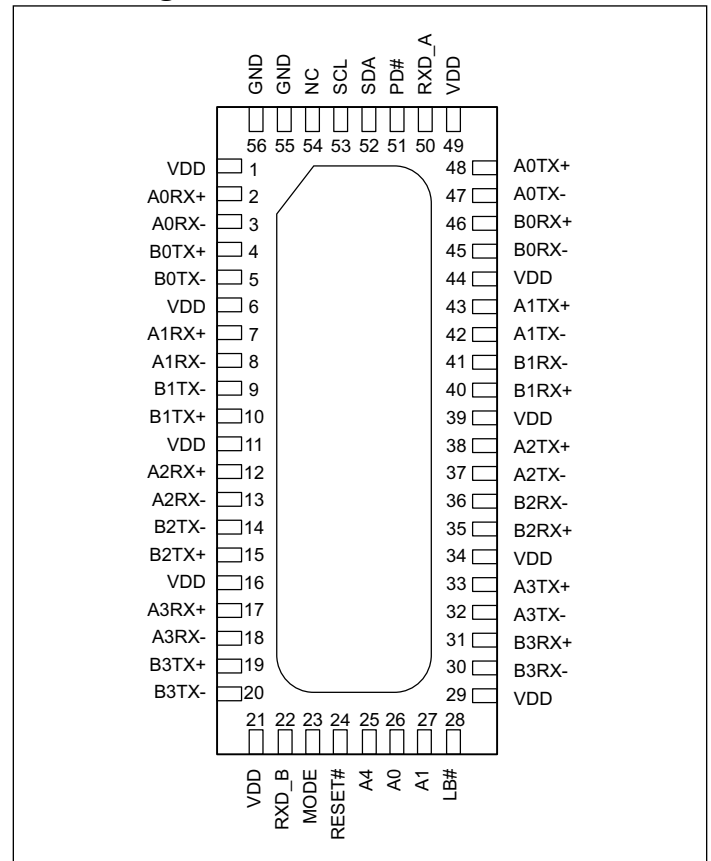 GND
GND
NC
SCL
SDA
PD#
RXD_A
VDD
56 55 54 53 52 51 50 49
VDD 1 48 A0TX+
A0RX+ 2 47 A0TX-
A0RX- 3 46 B0RX+
B0TX+ 4 45 B0RX-
B0TX- 5 44 VDD
VDD 6 43 A1TX+
A1RX+ 7 42 A1TX-
A1RX- 8 41 B1RX-
B1TX- 9 40 B1RX+
B1TX+ 10 39 VDD
VDD 11 38 A2TX+
A2RX+ 12 37 A2TX-
A2RX- 13 36 B2RX-
B2TX- 14 35 B2RX+
B2TX+ 15 34 VDD
VDD 16 33 A3TX+
A3RX+ 17 32 A3TX-
A3RX- 18 31 B3RX+
B3TX+ 19 30 B3RX-
B3TX- 20 29 VDD
21 22 23 24 25 26 27 28
VDD
RXD_B
MODE
RESET#
A4
A0
A1
LB#